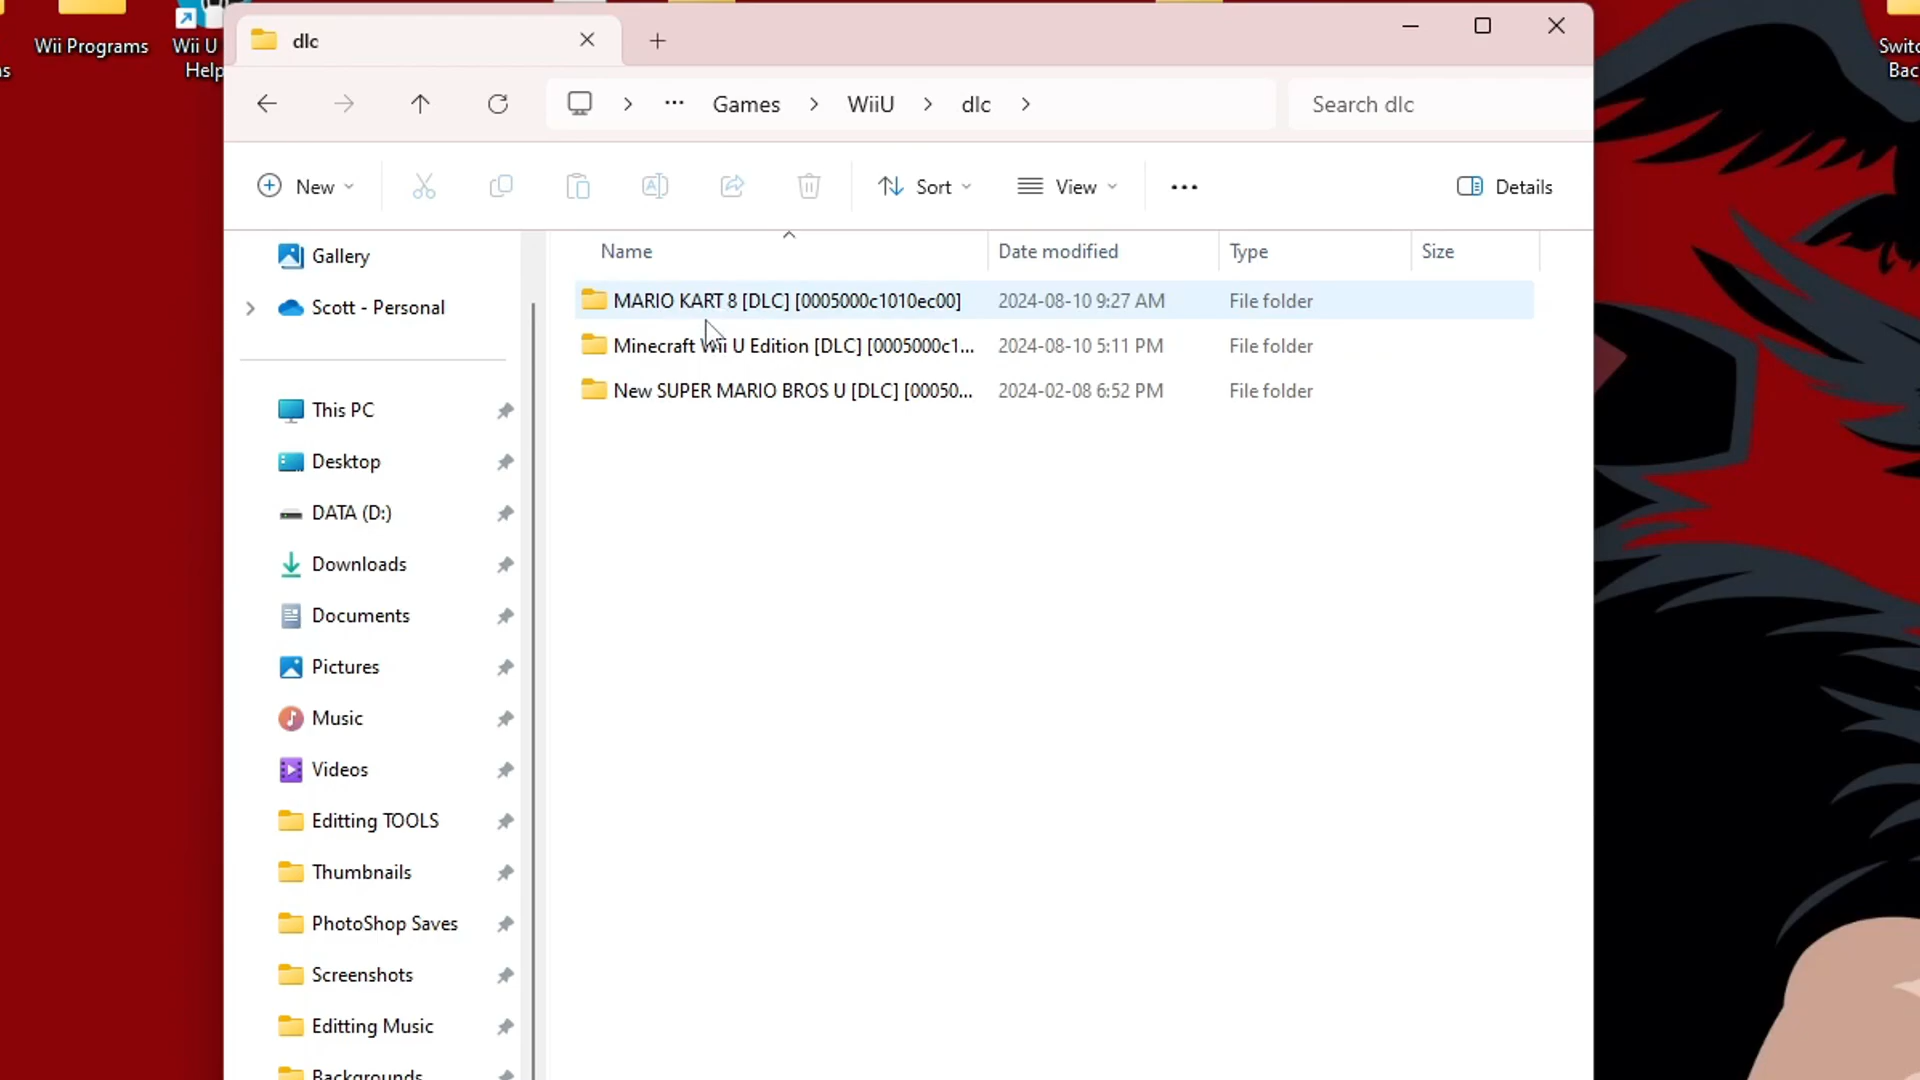 Wii Programs
Wii U
Help
dlc
Games
WiiU
dlc
Search dlc
New
Sort
View
Details
Name
Date modified
Type
Size
MARIO KART 8 [DLC] [0005000c1010ec00] 2024-08-10 9:27 AM File folder
Minecraft Wii U Edition [DLC] [0005000c1... 2024-08-10 5:11 PM File folder
New SUPER MARIO BROS U [DLC] [00050... 2024-02-08 6:52 PM File folder
Gallery
Scott - Personal
This PC
Desktop
DATA (D:)
Downloads
Documents
Pictures
Music
Videos
Editting TOOLS
Thumbnails
PhotoShop Saves
Screenshots
Editting Music
Backgrounds